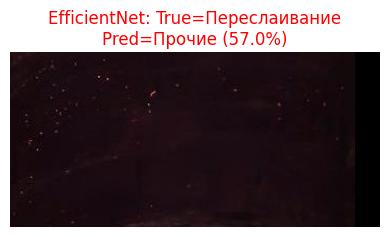 EfficientNet: True=Переслаивание
Pred=Прочие (57.0%)